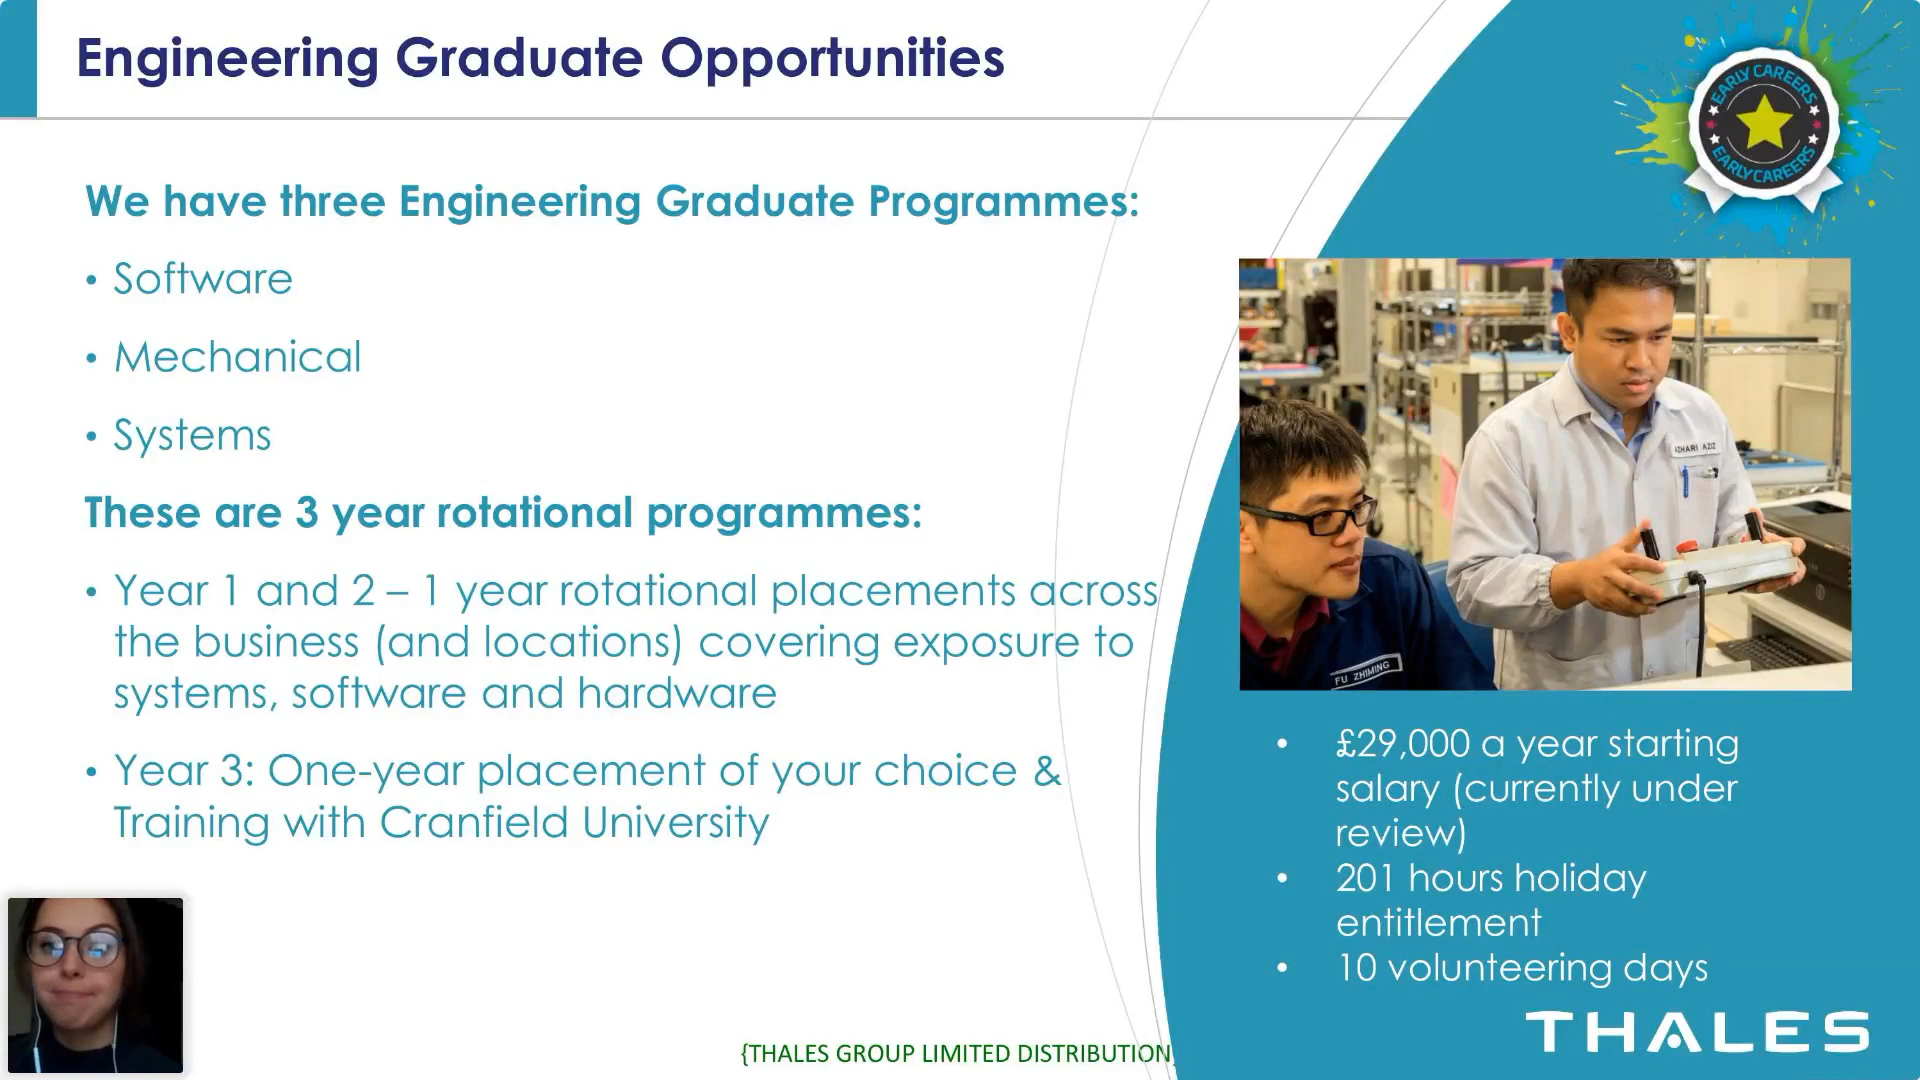 Engineering Graduate Opportunities
EARLY CAREERS
EARLY CAREERS
We have three Engineering Graduate Programmes:
• Software
• Mechanical
• Systems
These are 3 year rotational programmes:
• Year 1 and 2 – 1 year rotational placements across
the business (and locations) covering exposure to
systems, software and hardware
• Year 3: One-year placement of your choice &
Training with Cranfield University
AZHARI AZIZ
FU ZHIMING
• £29,000 a year starting
salary (currently under
review)
• 201 hours holiday
entitlement
• 10 volunteering days
THALES
{THALES GROUP LIMITED DISTRIBUTION}